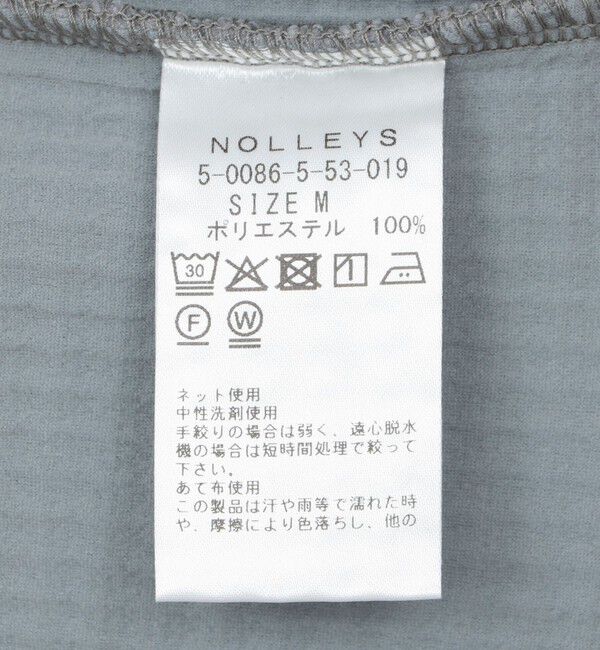 NOLLEYS
5-0086-5-53-019
SIZE M
ポリエステル 100%
30
F W
ネット使用
中性洗剤使用
手絞りの場合は弱く、遠心脱水
機の場合は短時間処理で絞って
下さい。
あて布使用
この製品は汗や雨等で濡れた時
や、摩擦により色落ちし、他の